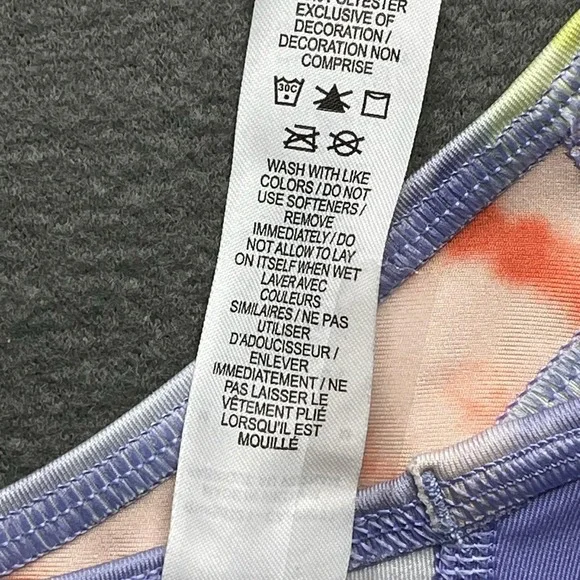 POLYESTER
EXCLUSIVE OF
DECORATION /
DECORATION NON
COMPRISE
30C
WASH WITH LIKE
COLORS / DO NOT
USE SOFTENERS /
REMOVE
IMMEDIATELY / DO
NOT ALLOW TO LAY
ON ITSELF WHEN WET
LAVER AVEC
COULEURS
SIMILAIRES / NE PAS
UTILISER
D'ADOUCISSEUR /
ENLEVER
IMMEDIATEMENT / NE
PAS LAISSER LE
VÊTEMENT PLIÉ
LORSQU'IL EST
MOUILLÉ